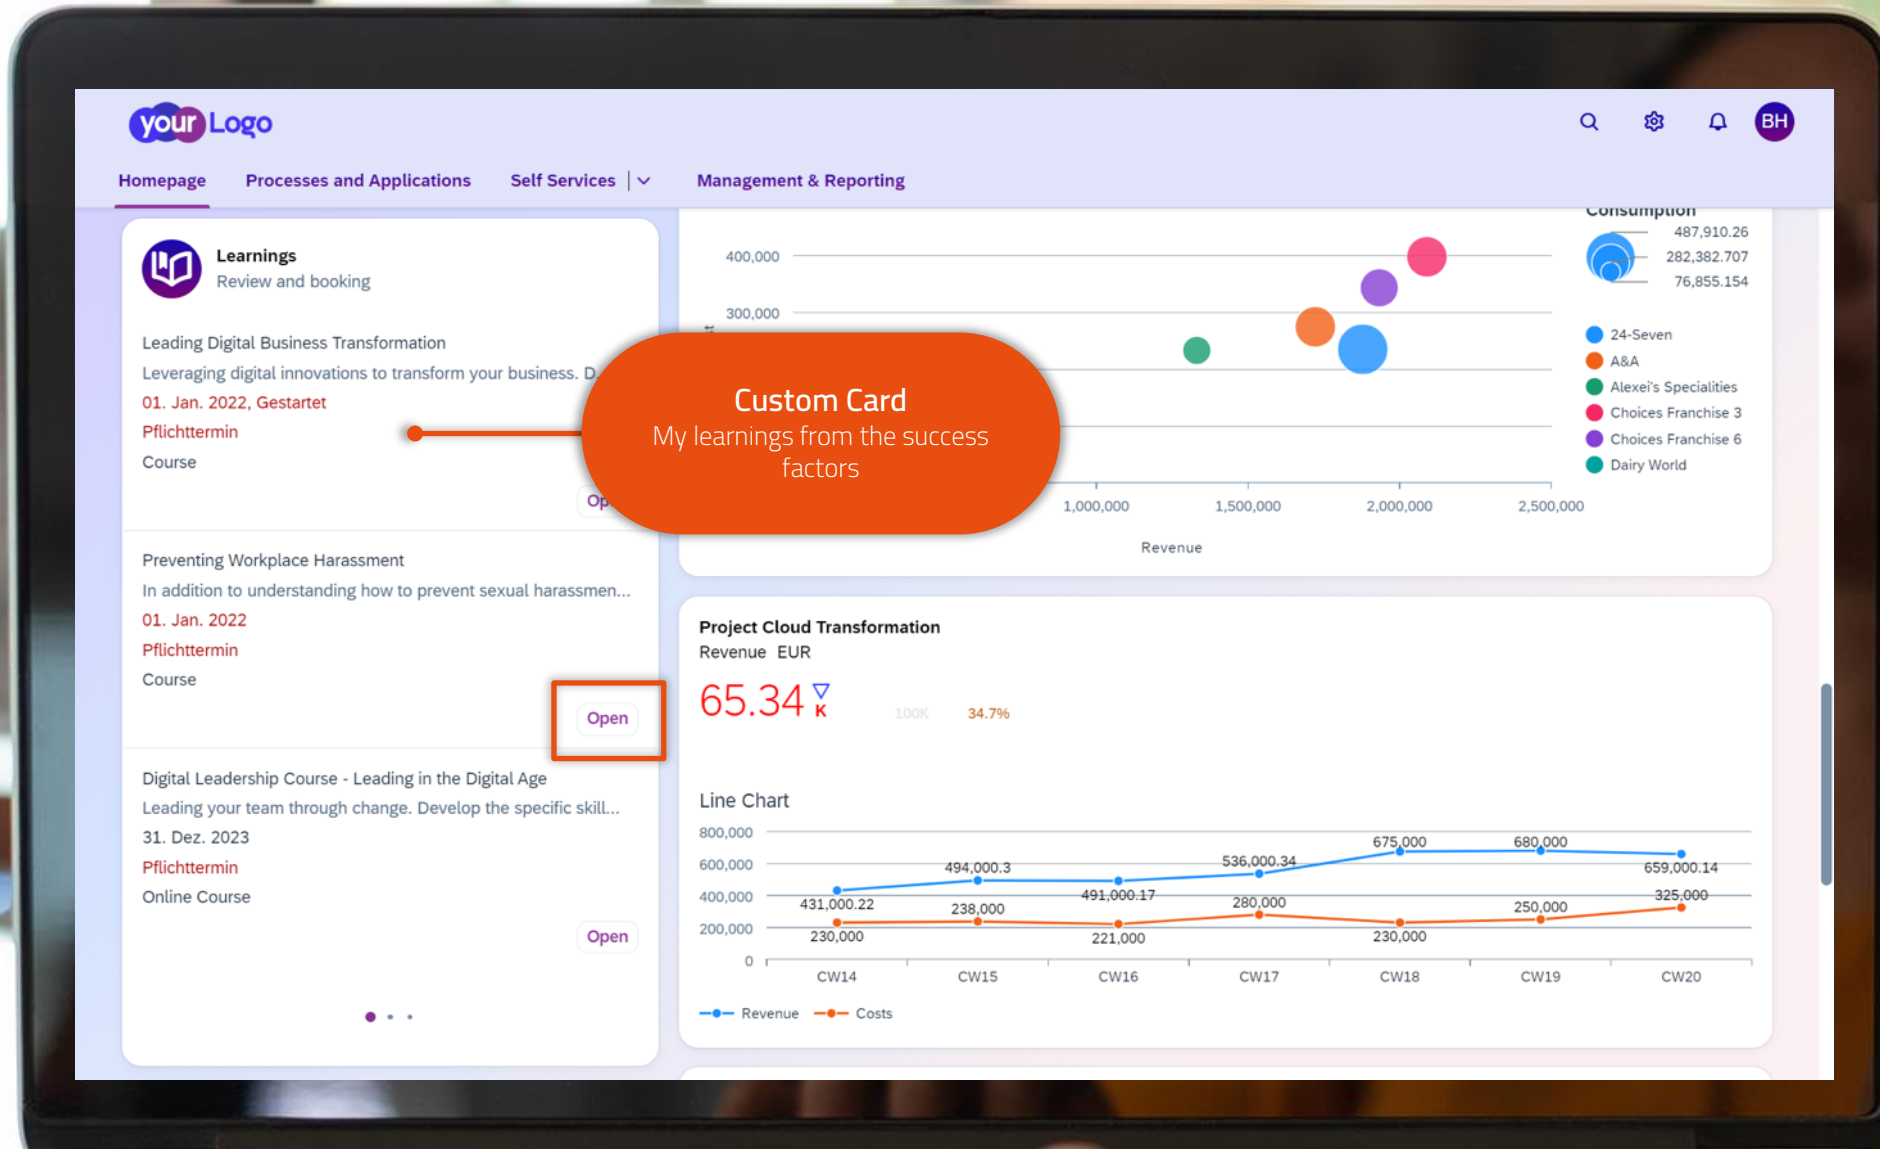 your Logo
BH
Homepage
Processes and Applications
Self Services
Management & Reporting
Learnings
Review and booking
Leading Digital Business Transformation
Leveraging digital innovations to transform your business. D
01. Jan. 2022, Gestartet
Pflichttermin
Course
Preventing Workplace Harassment
In addition to understanding how to prevent sexual harassmen...
01. Jan. 2022
Pflichttermin
Course
Open
Digital Leadership Course - Leading in the Digital Age
Leading your team through change. Develop the specific skill...
31. Dez. 2023
Pflichttermin
Online Course
Open
Custom Card
My learnings from the success
factors
400,000
300,000
1,000,000
1,500,000
2,000,000
2,500,000
Revenue
Consumption
487,910.26
282,382.707
76,855.154
24-Seven
A&A
Alexei's Specialities
Choices Franchise 3
Choices Franchise 6
Dairy World
Project Cloud Transformation
Revenue EUR
65.34 K
100K
34.7%
Line Chart
800,000
600,000
400,000
200,000
0
431,000.22
494,000.3
491,000.17
536,000.34
675,000
680,000
659,000.14
230,000
238,000
221,000
280,000
230,000
250,000
325,000
CW14
CW15
CW16
CW17
CW18
CW19
CW20
Revenue
Costs